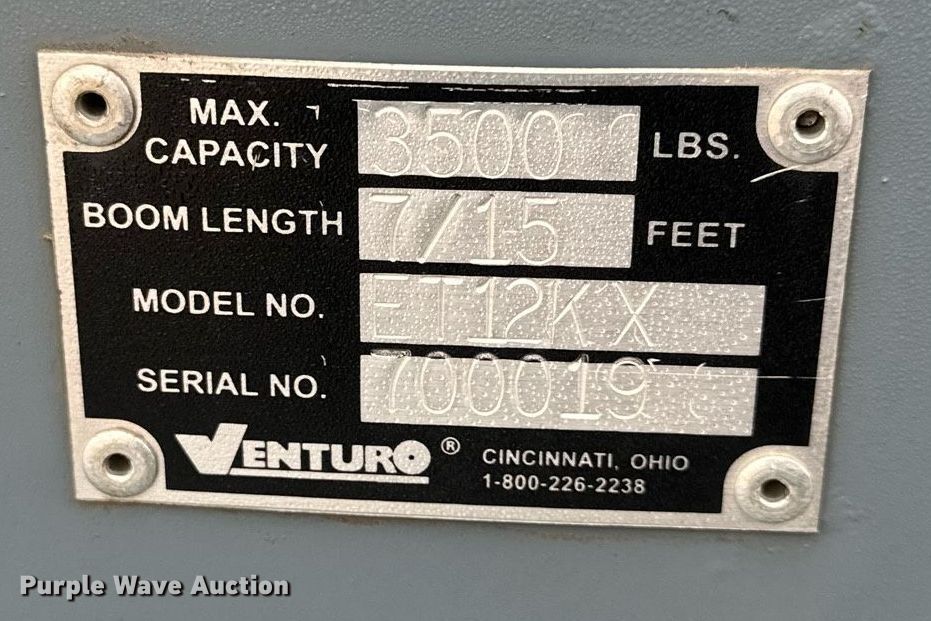 MAX. CAPACITY 3500 LBS.
BOOM LENGTH 7/15 FEET
MODEL NO. ET12KX
SERIAL NO. 700019
VENTURO ® CINCINNATI, OHIO
1-800-226-2238
Purple Wave Auction